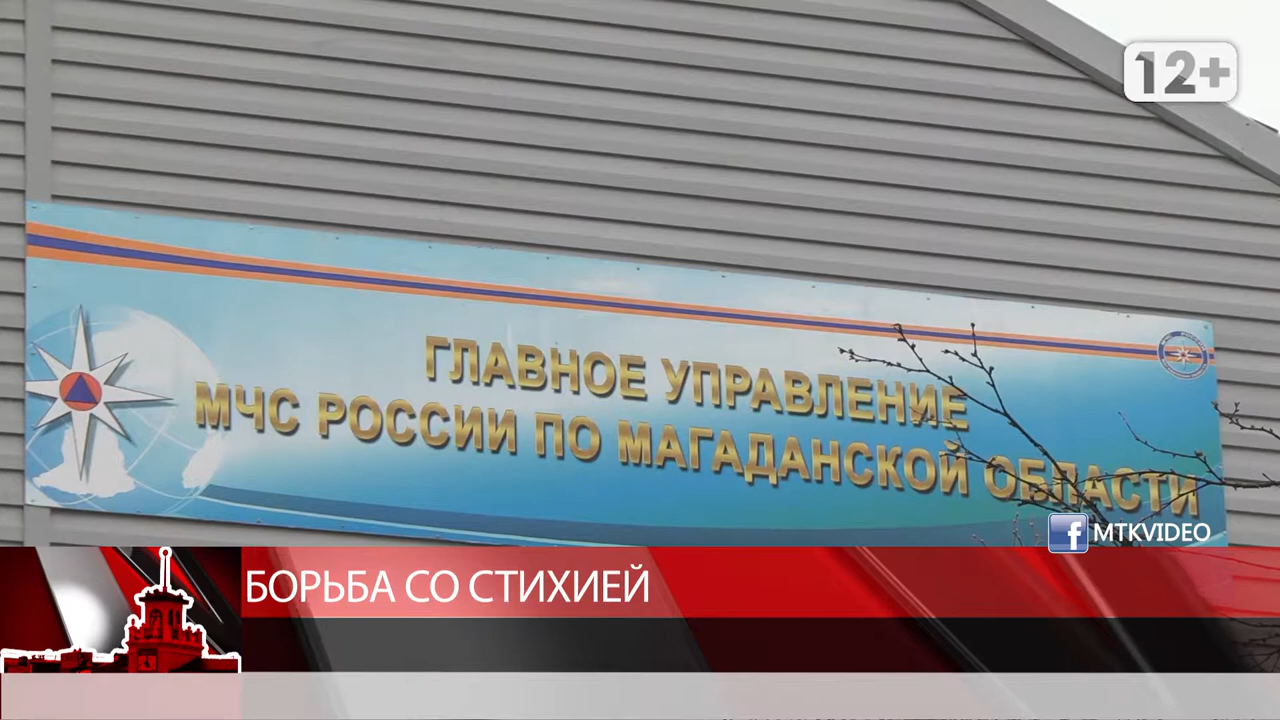 12+
ГЛАВНОЕ УПРАВЛЕНИЕ
МЧС РОССИИ ПО МАГАДАНСКОЙ ОБЛАСТИ
f MTKVIDEO
БОРЬБА СО СТИХИЕЙ